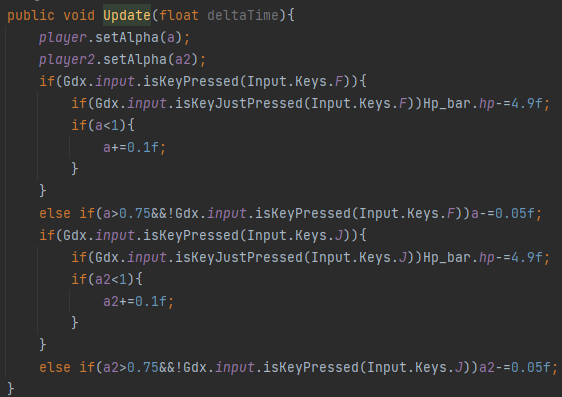 public void Update(float deltaTime){
    player.setAlpha(a);
    player2.setAlpha(a2);
    if(Gdx.input.isKeyPressed(Input.Keys.F)){
        if(Gdx.input.isKeyJustPressed(Input.Keys.F))Hp_bar.hp-=4.9f;
        if(a<1){
            a+=0.1f;
        }
    }
    else if(a>0.75&&!Gdx.input.isKeyPressed(Input.Keys.F))a-=0.05f;
    if(Gdx.input.isKeyPressed(Input.Keys.J)){
        if(Gdx.input.isKeyJustPressed(Input.Keys.J))Hp_bar.hp-=4.9f;
        if(a2<1){
            a2+=0.1f;
        }
    }
    else if(a2>0.75&&!Gdx.input.isKeyPressed(Input.Keys.J))a2-=0.05f;
}